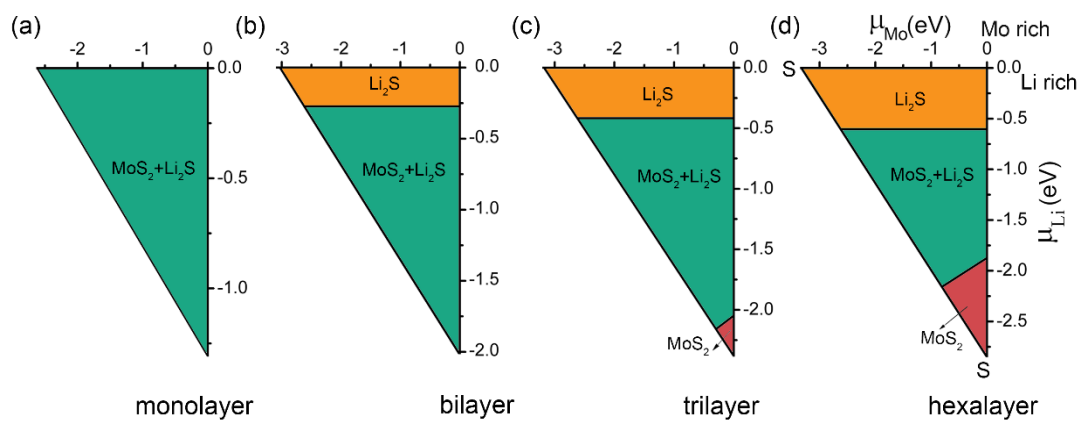 (a)
-2
-1
0
0.0
-0.5
-1.0
MoS₂+Li₂S
monolayer
(b)
-3
-2
-1
0
0.0
-0.5
-1.0
-1.5
-2.0
Li₂S
MoS₂+Li₂S
bilayer
(c)
-3
-2
-1
0
0.0
-0.5
-1.0
-1.5
-2.0
Li₂S
MoS₂+Li₂S
MoS₂
trilayer
(d)
μMo(eV)
Mo rich
-3
-2
-1
0
S
0.0
Li rich
-0.5
-1.0
-1.5
-2.0
-2.5
μLi (eV)
Li₂S
MoS₂+Li₂S
MoS₂
S
hexalayer